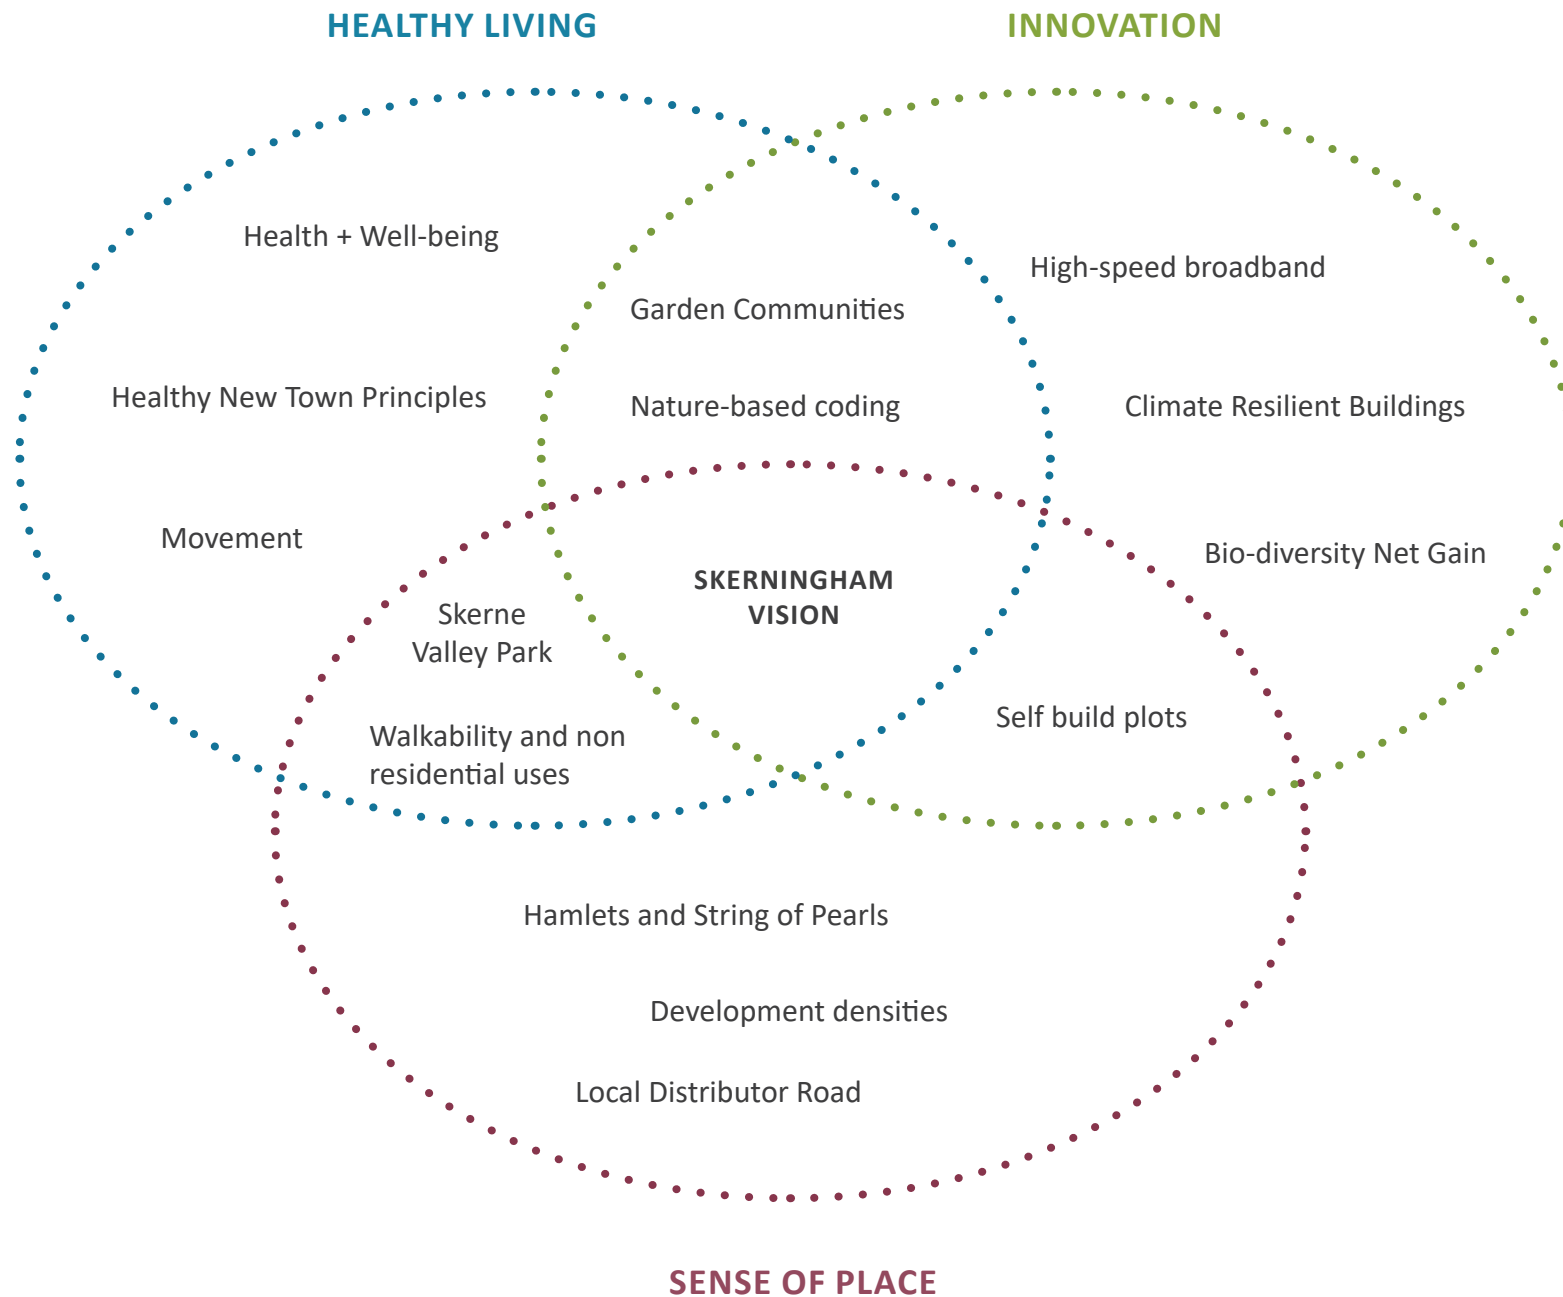 HEALTHY LIVING
INNOVATION
Health + Well-being
High-speed broadband
Garden Communities
Healthy New Town Principles
Nature-based coding
Climate Resilient Buildings
Movement
Bio-diversity Net Gain
SKERNINGHAM
VISION
Skerne
Valley Park
Self build plots
Walkability and non
residential uses
Hamlets and String of Pearls
Development densities
Local Distributor Road
SENSE OF PLACE